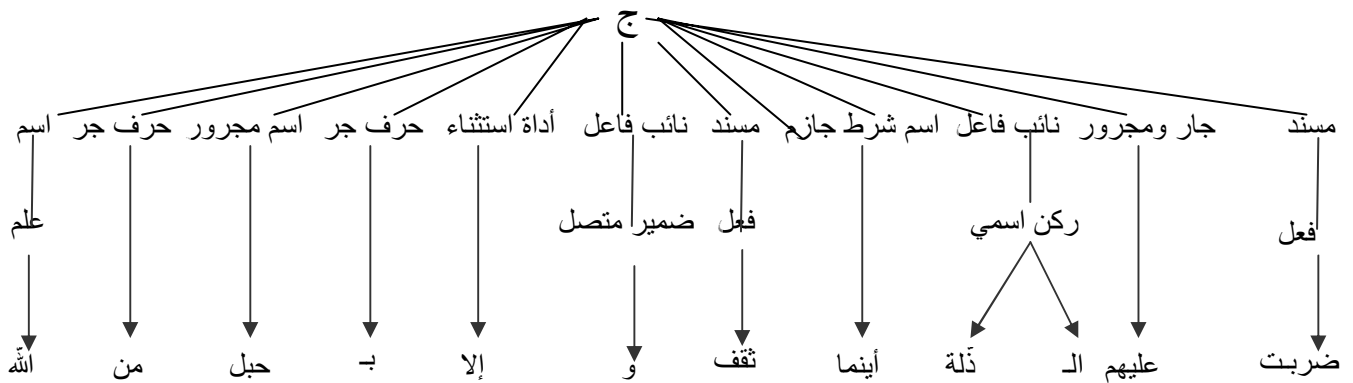 ج
مسند جار ومجرور نائب فاعل اسم شرط جازم مسند نائب فاعل أداة استثناء حرف جر اسم مجرور حرف جر اسم
فعل ركن اسمي فعل ضمير متصل علم
ضربت عليهم الـ ذّلة أينما ثقف و إلا بـ حبل من الله